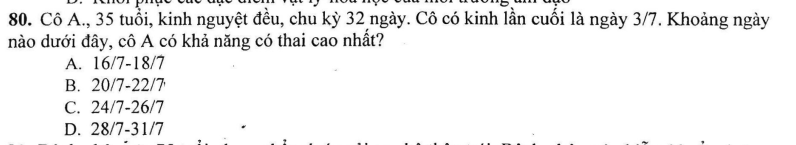 80. Cô A., 35 tuổi, kinh nguyệt đều, chu kỳ 32 ngày. Cô có kinh lần cuối là ngày 3/7. Khoảng ngày
nào dưới đây, cô A có khả năng có thai cao nhất?
A. 16/7-18/7
B. 20/7-22/7
C. 24/7-26/7
D. 28/7-31/7